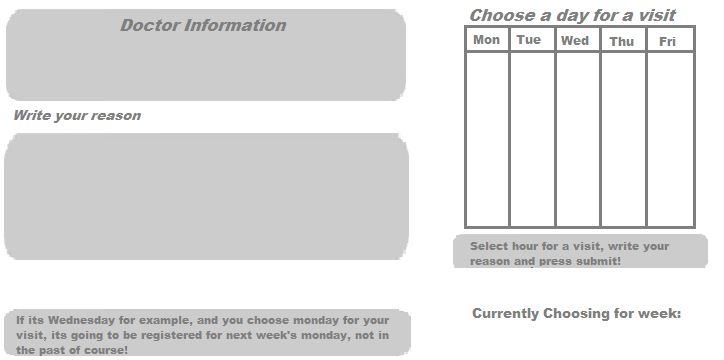 Doctor Information
Write your reason
If its Wednesday for example, and you choose monday for your
visit, its going to be registered for next week's monday, not in
the past of course!
Choose a day for a visit
Mon Tue Wed Thu Fri
Select hour for a visit, write your
reason and press submit!
Currently Choosing for week: